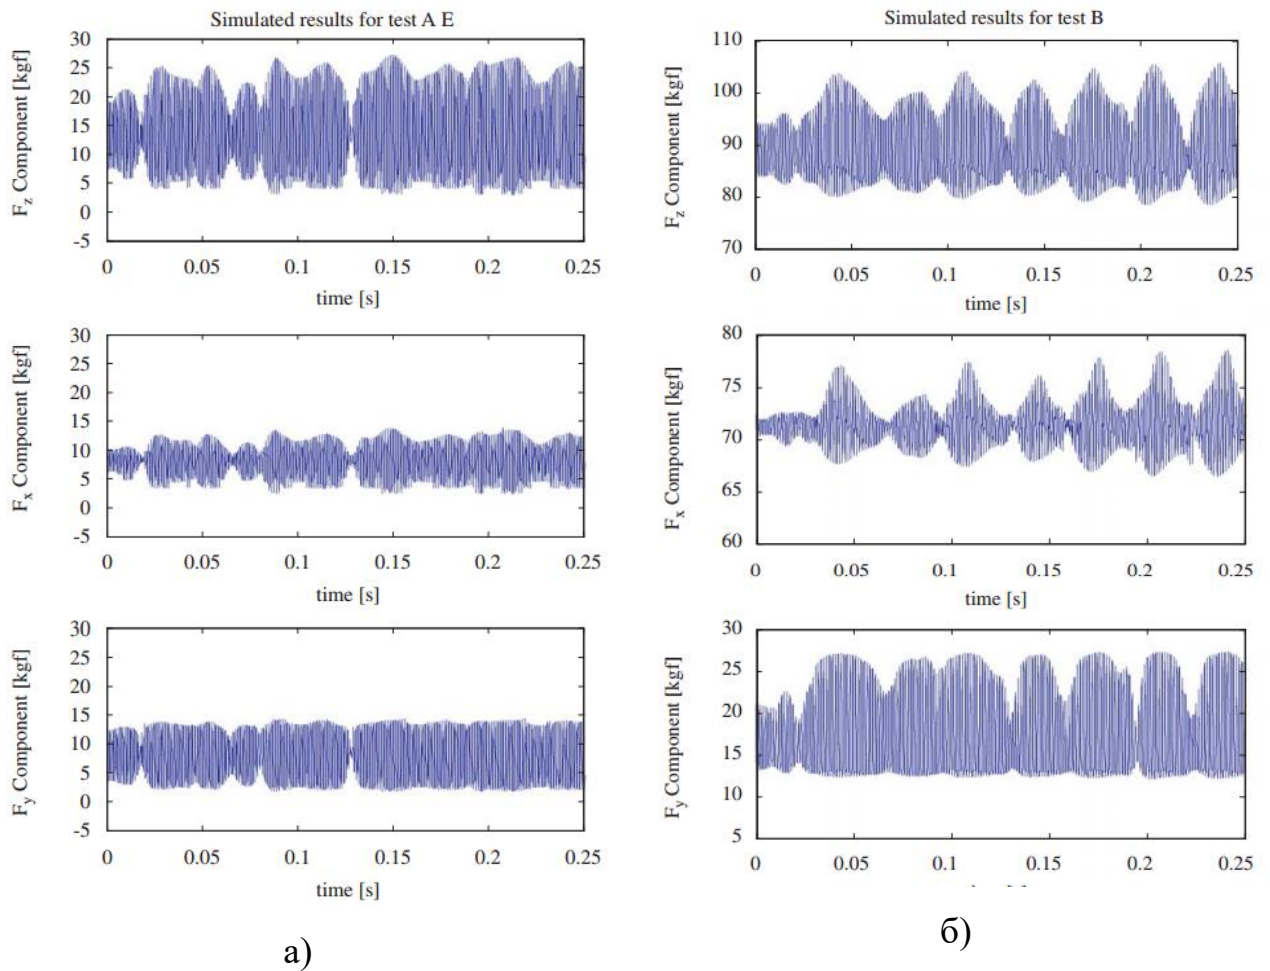 Simulated results for test A E
F_z Component [kgf]
30
25
20
15
10
5
0
-5
0 0.05 0.1 0.15 0.2 0.25
time [s]
F_x Component [kgf]
30
25
20
15
10
5
0
-5
0 0.05 0.1 0.15 0.2 0.25
time [s]
F_y Component [kgf]
30
25
20
15
10
5
0
-5
0 0.05 0.1 0.15 0.2 0.25
time [s]
а)
Simulated results for test B
F_z Component [kgf]
110
100
90
80
70
0 0.05 0.1 0.15 0.2 0.25
time [s]
F_x Component [kgf]
80
75
70
65
60
0 0.05 0.1 0.15 0.2 0.25
time [s]
F_y Component [kgf]
30
25
20
15
10
5
0 0.05 0.1 0.15 0.2 0.25
б)